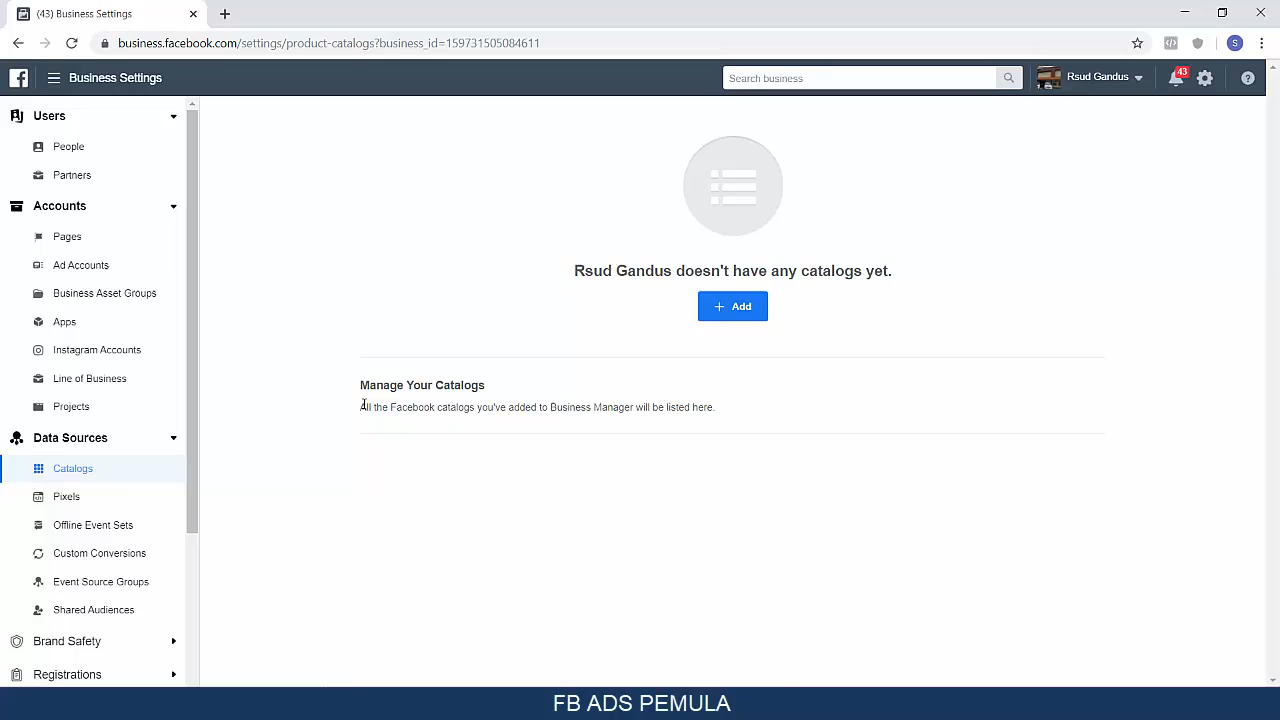 (43) Business Settings
business.facebook.com/settings/product-catalogs?business_id=159731505084611
S
Business Settings
Search business
Rsud Gandus
43
Users
People
Partners
Accounts
Pages
Ad Accounts
Business Asset Groups
Apps
Instagram Accounts
Line of Business
Projects
Data Sources
Catalogs
Pixels
Offline Event Sets
Custom Conversions
Event Source Groups
Shared Audiences
Brand Safety
Registrations
Rsud Gandus doesn't have any catalogs yet.
+ Add
Manage Your Catalogs
All the Facebook catalogs you've added to Business Manager will be listed here.
FB ADS PEMULA